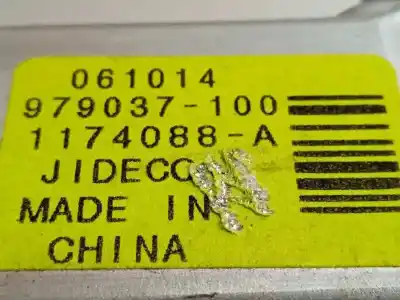 061014
979037-100
1174088-A
JIDECO
MADE IN
CHINA